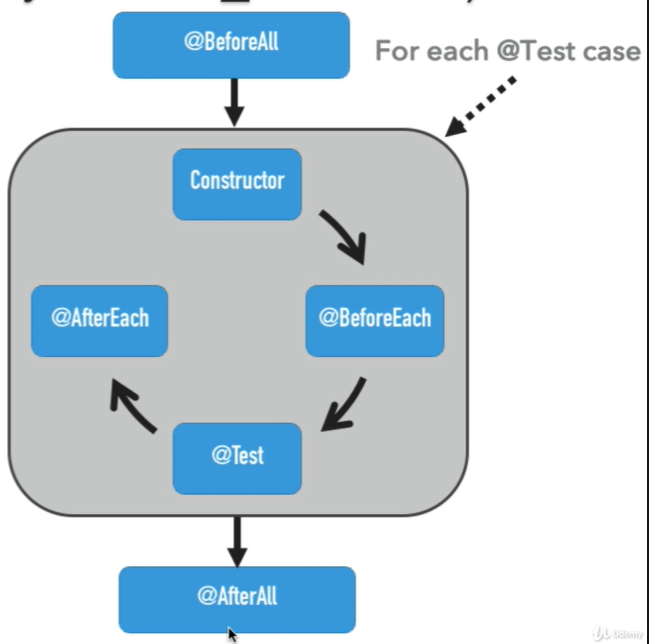 @BeforeAll
For each @Test case
Constructor
@AfterEach
@BeforeEach
@Test
@AfterAll
Udemy